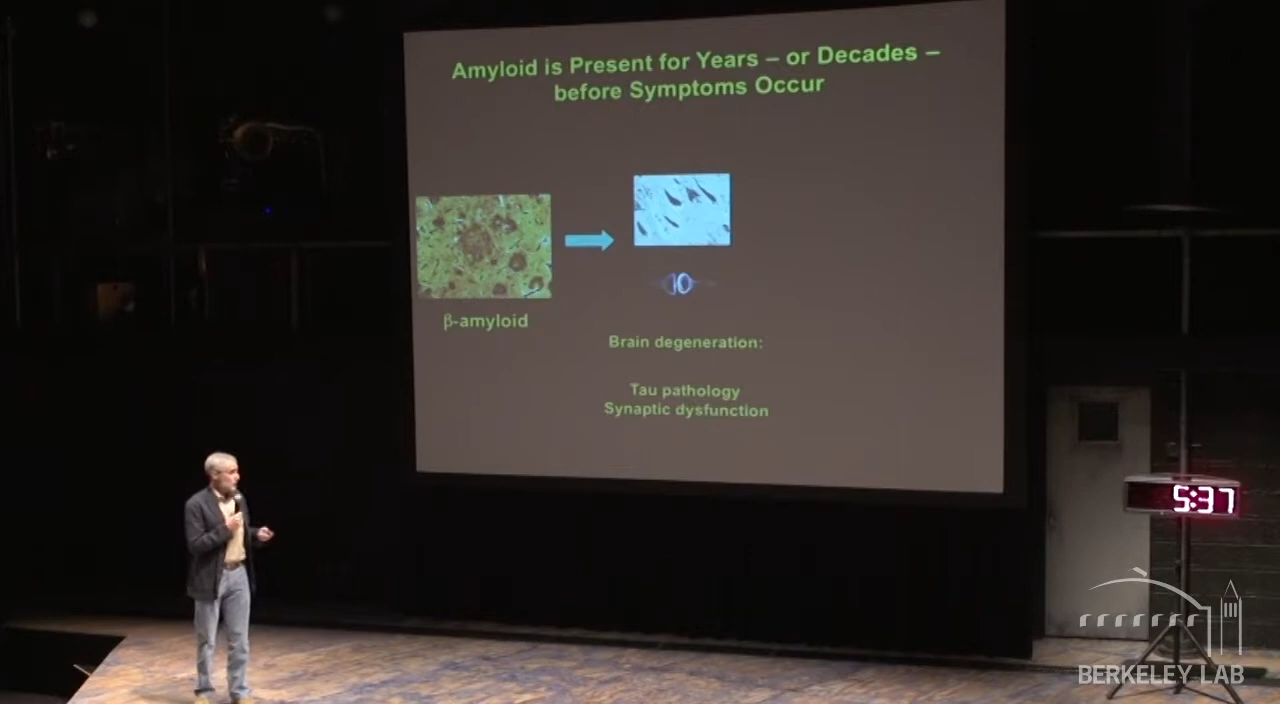 Amyloid is Present for Years – or Decades –
before Symptoms Occur
β-amyloid
Brain degeneration:
Tau pathology
Synaptic dysfunction
5:37
BERKELEY LAB